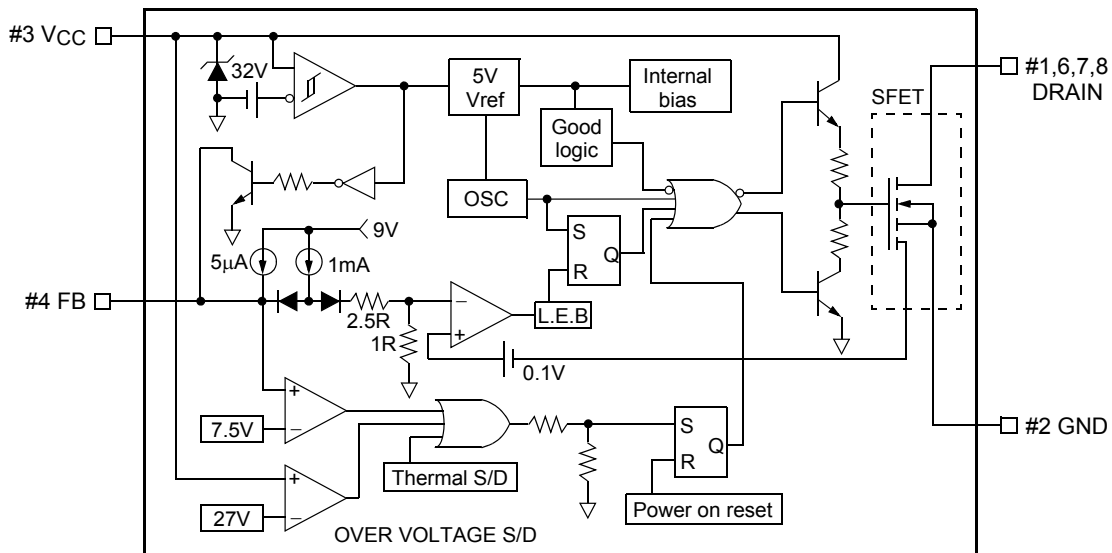 #3 VCC
32V
5V
Vref
Internal
bias
#1,6,7,8
DRAIN
SFET
Good
logic
OSC
9V
5μA
1mA
S
R
Q
#4 FB
2.5R
1R
−
+
L.E.B
0.1V
+
−
7.5V
Thermal S/D
S
R
Q
#2 GND
+
−
27V
Power on reset
OVER VOLTAGE S/D